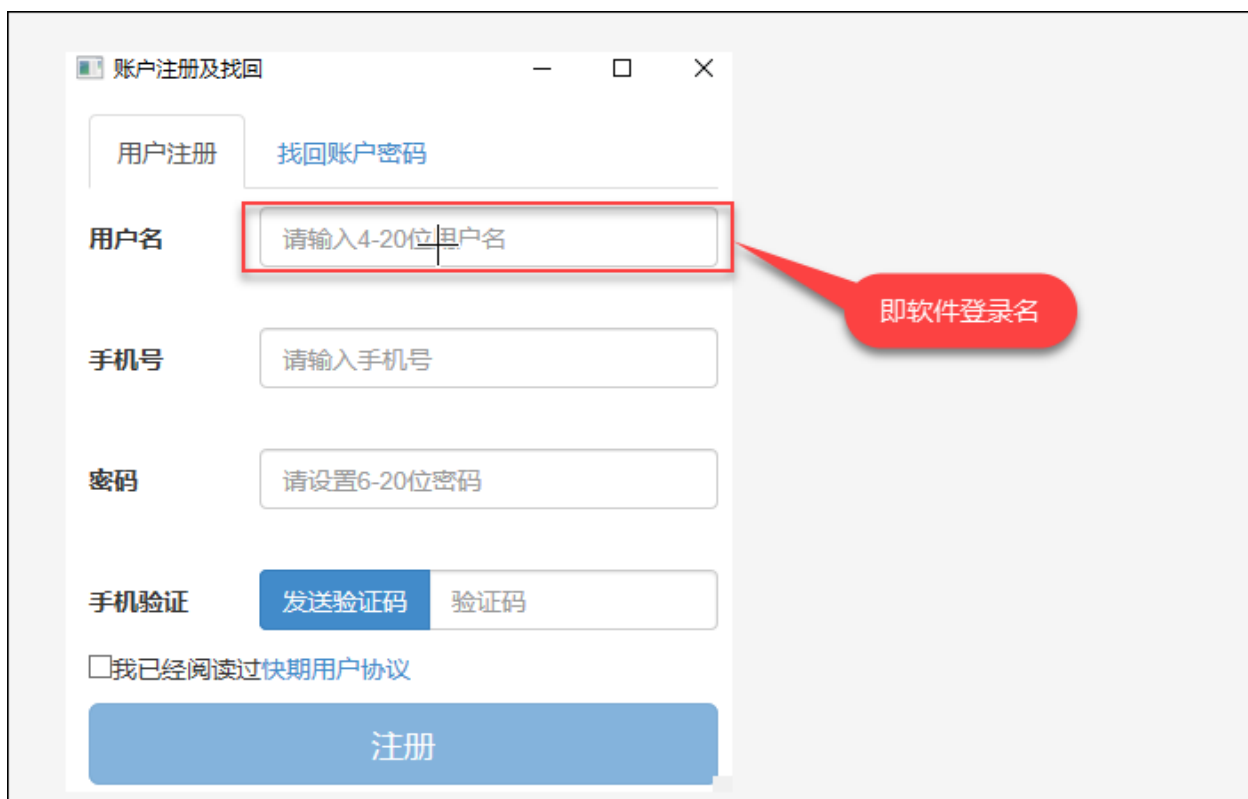 账户注册及找回
用户注册 找回账户密码
用户名 请输入4-20位用户名
即软件登录名
手机号 请输入手机号
密码 请设置6-20位密码
手机验证 发送验证码 验证码
我已经阅读过快期用户协议
注册